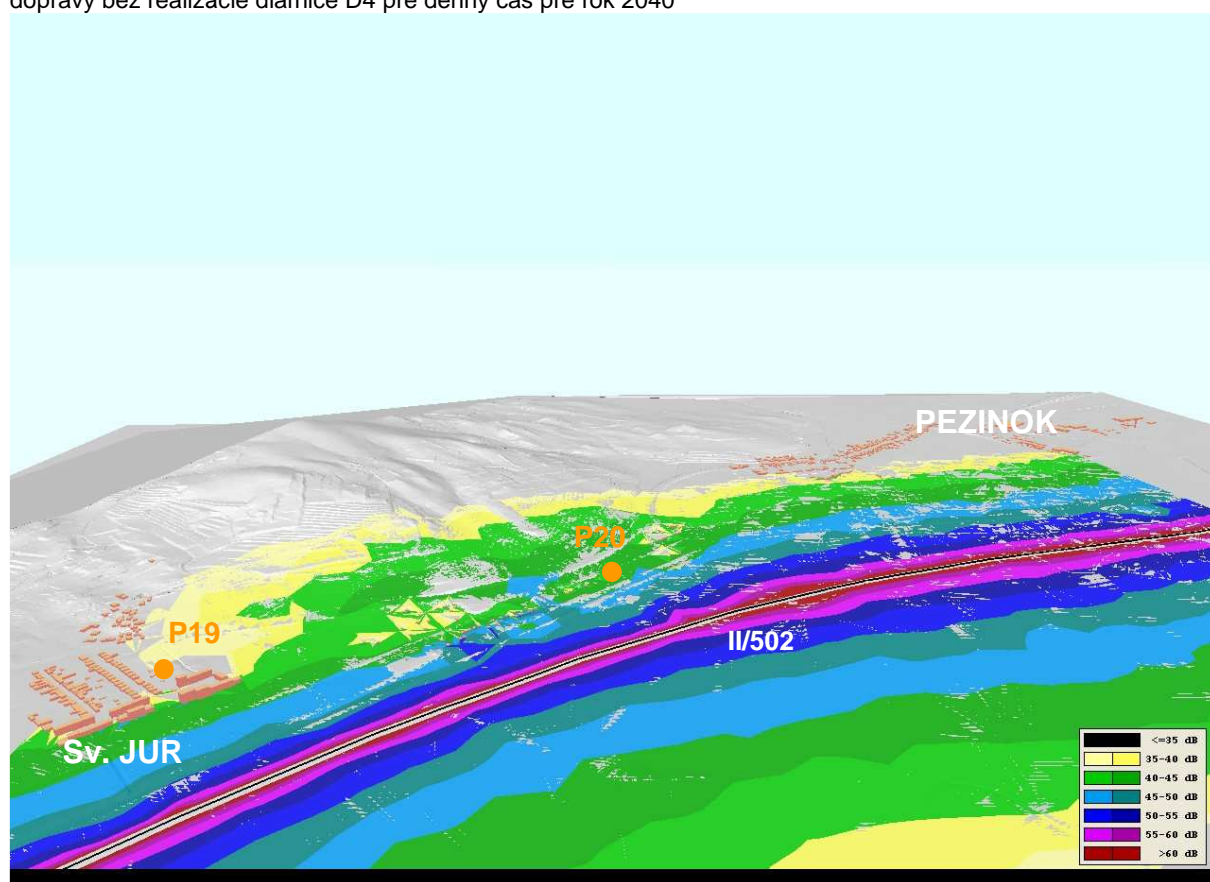 dopravy bez realizácie diaľnice D4 pre denný čas pre rok 2040
PEZINOK
P20
P19
II/502
Sv. JUR
<=35 dB
35-40 dB
40-45 dB
45-50 dB
50-55 dB
55-60 dB
>60 dB